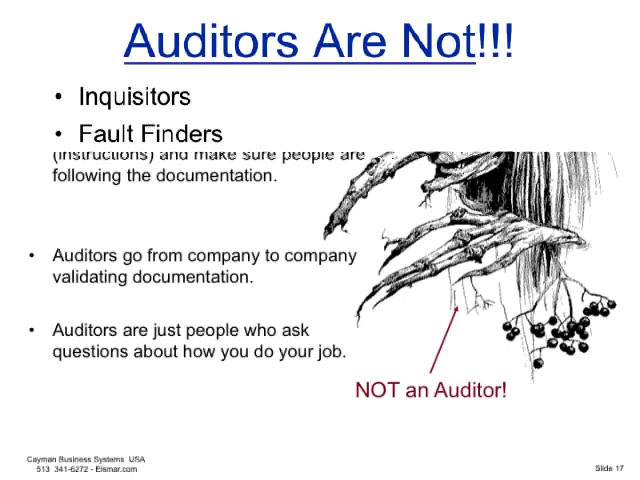 Auditors Are Not!!!
• Inquisitors
• Fault Finders
(instructions) and make sure people are
following the documentation.
• Auditors go from company to company
validating documentation.
• Auditors are just people who ask
questions about how you do your job.
NOT an Auditor!
Cayman Business Systems USA
513 341-6272 - Elsmar.com
Slide 17